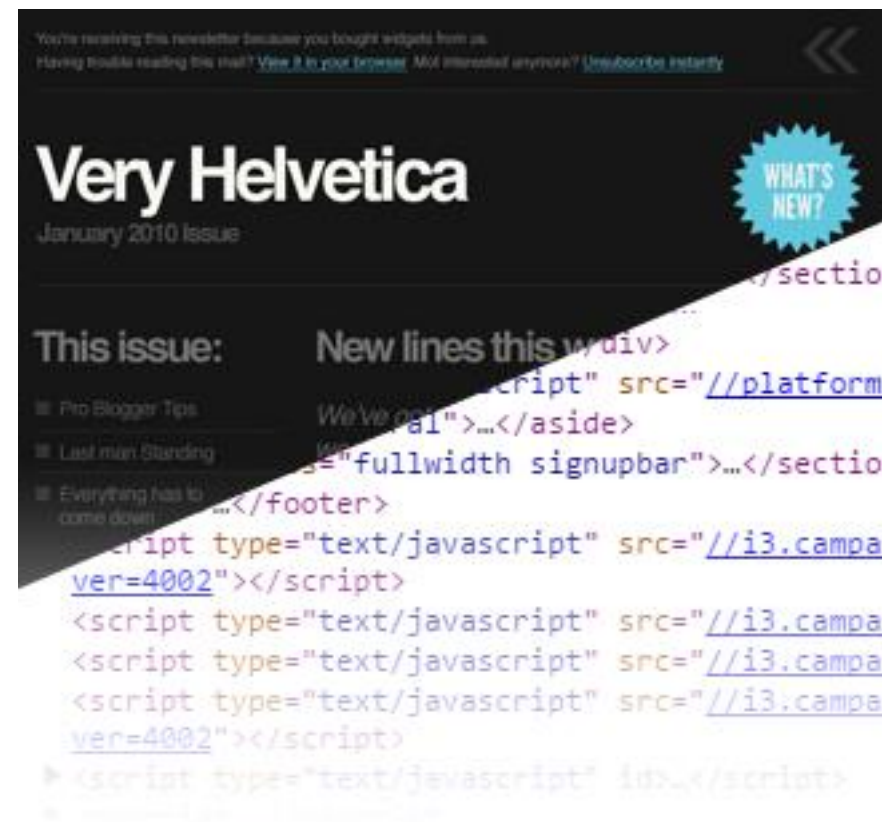 You're receiving this newsletter because you bought widgets from us.
Having trouble reading this mail? View it in your browser. Not interested anymore? Unsubscribe instantly
Very Helvetica
January 2010 Issue
WHAT'S
NEW?
</sectio
This issue:
New lines this w
div>
cript" src="//platform
Pro Blogger Tips
We've go
al">…</aside>
Last man Standing
s="fullwidth signupbar">…</sectio
Everything has to
come down
…</footer>
cript type="text/javascript" src="//i3.campa
ver=4002"></script>
<script type="text/javascript" src="//i3.campa
<script type="text/javascript" src="//i3.campa
<script type="text/javascript" src="//i3.campa
ver=4002"></script>
<script type="text/javascript" id>…</script>